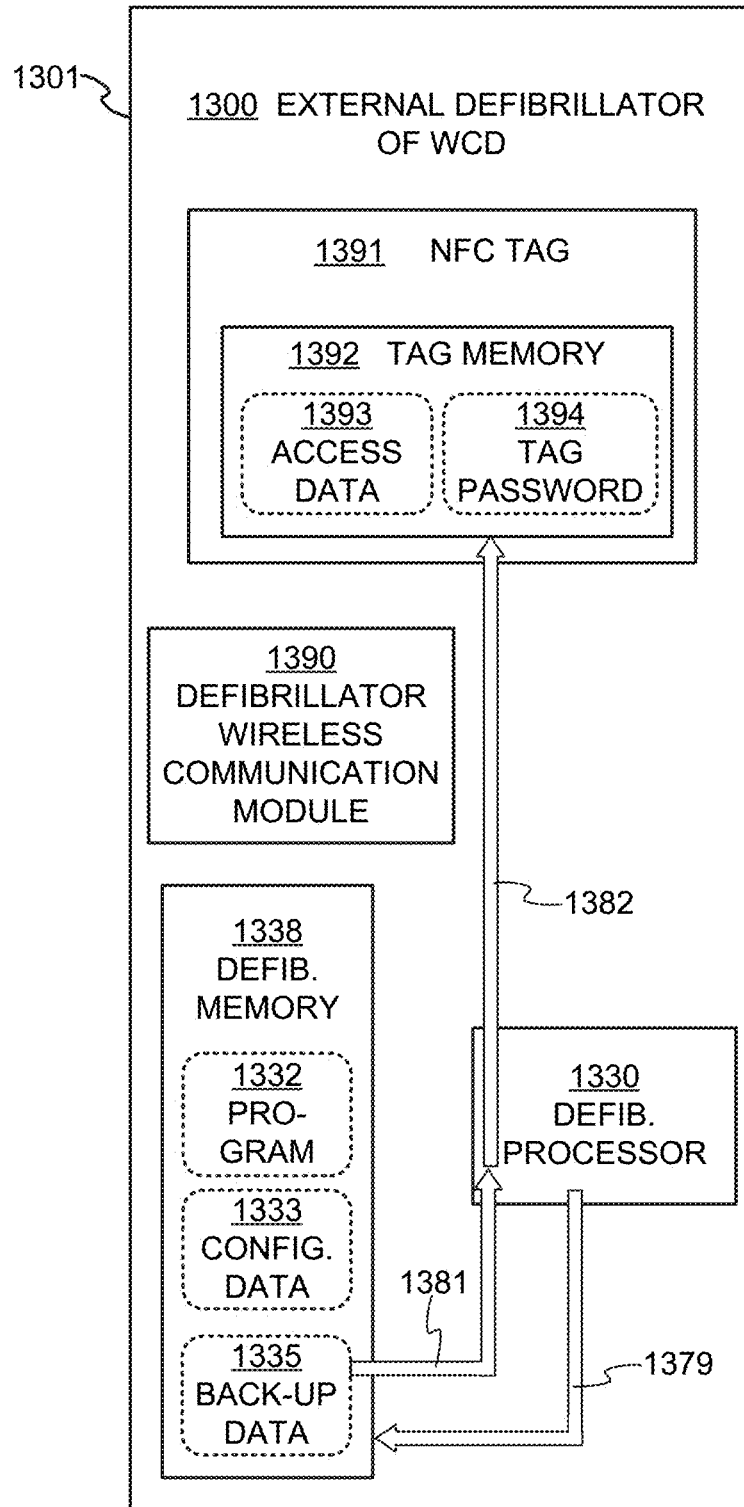 1301
1300 EXTERNAL DEFIBRILLATOR
OF WCD
1391 NFC TAG
1392 TAG MEMORY
1393
ACCESS
DATA
1394
TAG
PASSWORD
1390
DEFIBRILLATOR
WIRELESS
COMMUNICATION
MODULE
1382
1338
DEFIB.
MEMORY
1332
PRO-
GRAM
1330
DEFIB.
PROCESSOR
1333
CONFIG.
DATA
1381
1379
1335
BACK-UP
DATA